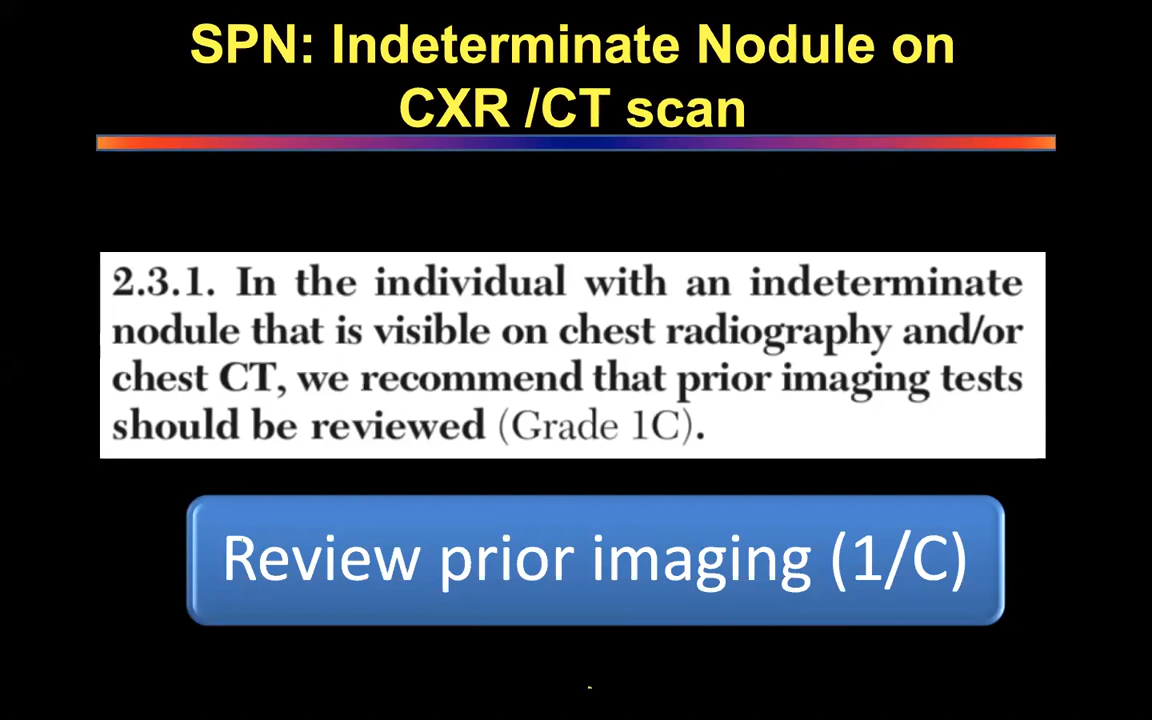 SPN: Indeterminate Nodule on
CXR /CT scan
2.3.1. In the individual with an indeterminate
nodule that is visible on chest radiography and/or
chest CT, we recommend that prior imaging tests
should be reviewed (Grade 1C).
Review prior imaging (1/C)